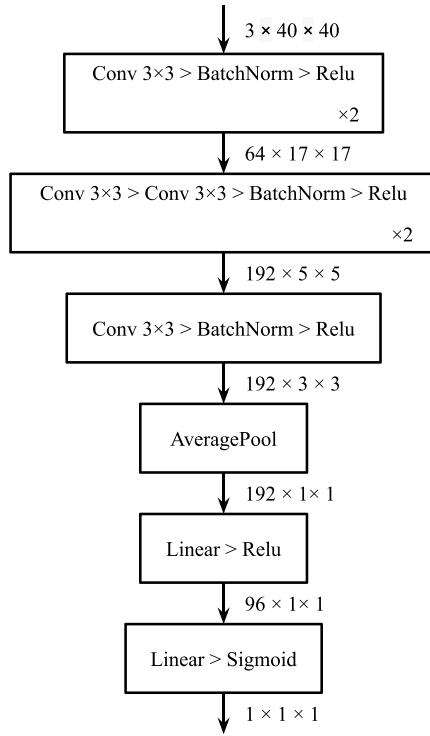 3 × 40 × 40
Conv 3×3 > BatchNorm > Relu
×2
64 × 17 × 17
Conv 3×3 > Conv 3×3 > BatchNorm > Relu
×2
192 × 5 × 5
Conv 3×3 > BatchNorm > Relu
192 × 3 × 3
AveragePool
192 × 1× 1
Linear > Relu
96 × 1× 1
Linear > Sigmoid
1 × 1 × 1